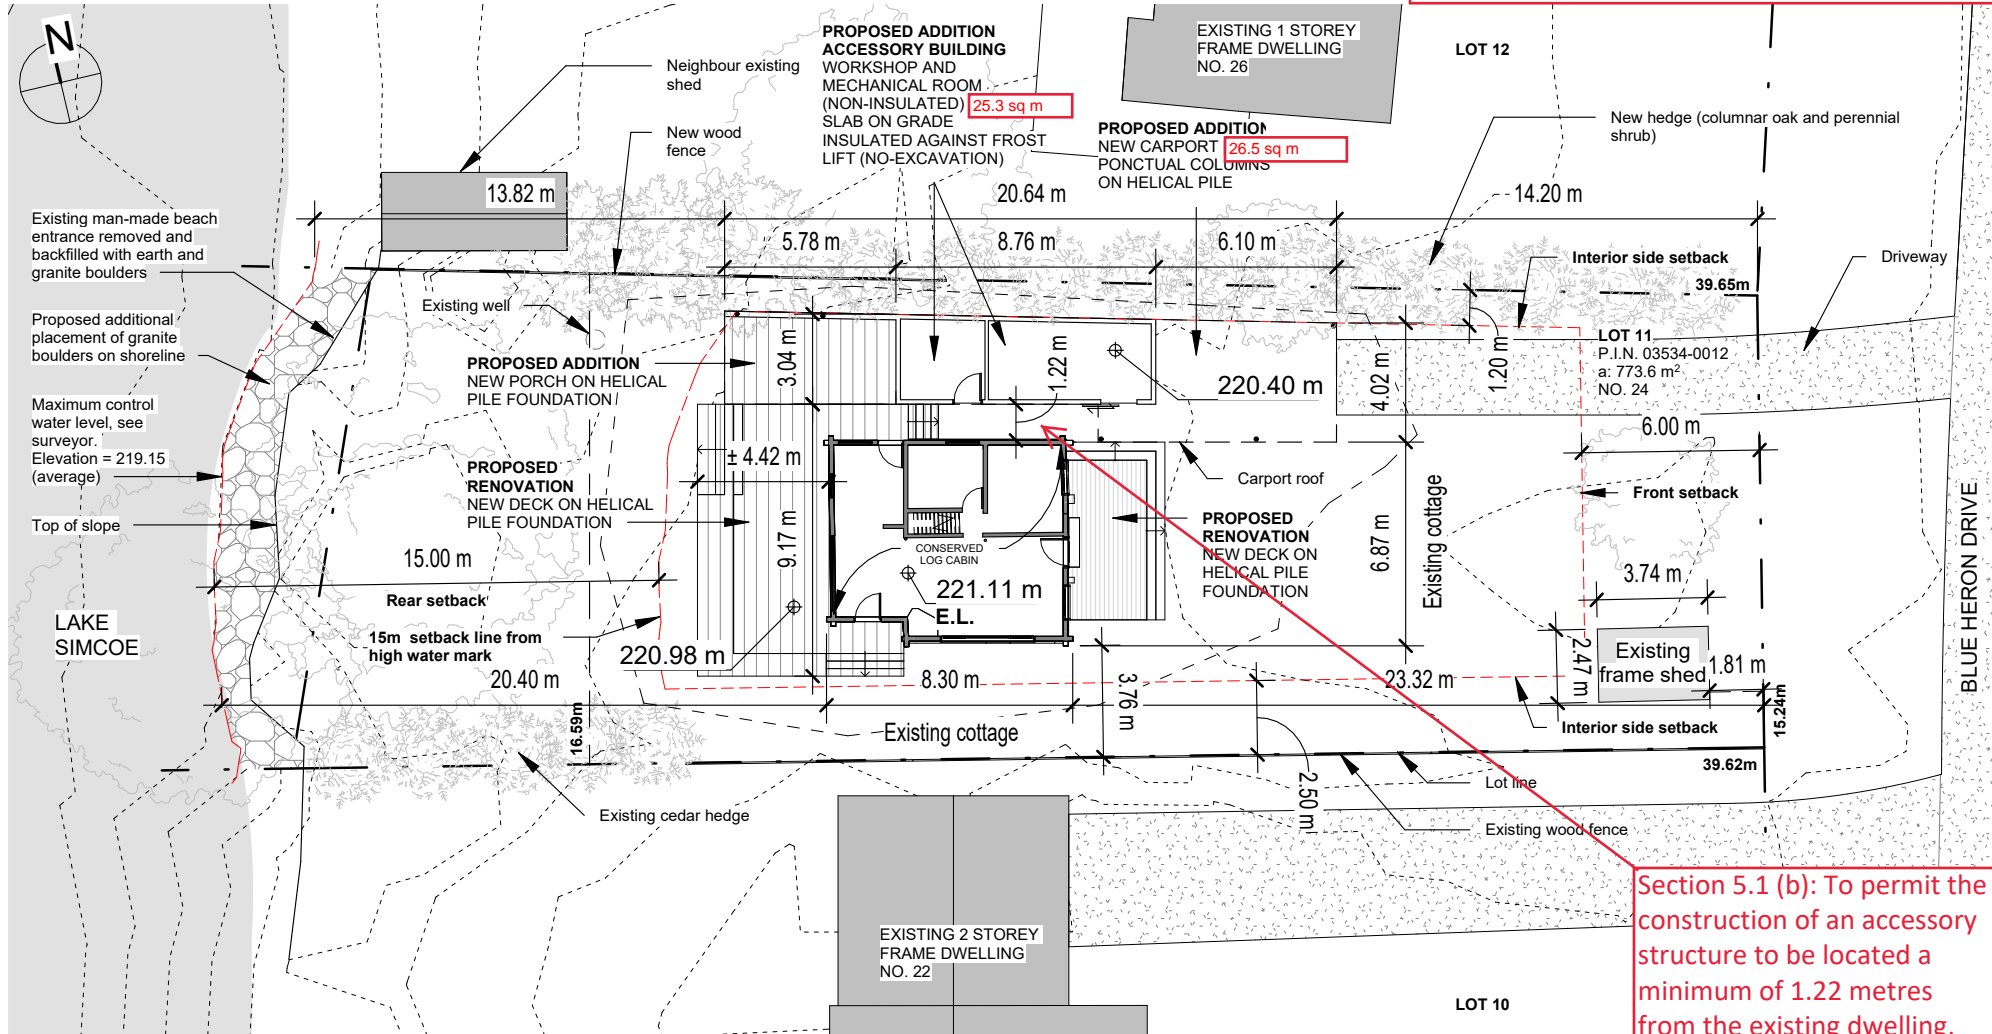 N
PROPOSED ADDITION
ACCESSORY BUILDING
WORKSHOP AND
MECHANICAL ROOM
(NON-INSULATED)
25.3 sq m
SLAB ON GRADE
INSULATED AGAINST FROST
LIFT (NO-EXCAVATION)
EXISTING 1 STOREY
FRAME DWELLING
NO. 26
LOT 12
Neighbour existing
shed
New wood
fence
PROPOSED ADDITION
NEW CARPORT
26.5 sq m
PONCTUAL COLUMNS
ON HELICAL PILE
New hedge (columnar oak and perennial
shrub)
13.82 m
20.64 m
14.20 m
5.78 m
8.76 m
6.10 m
Existing man-made beach
entrance removed and
backfilled with earth and
granite boulders
Interior side setback
Driveway
39.65m
Existing well
Proposed additional
placement of granite
boulders on shoreline
LOT 11
P.I.N. 03534-0012
a: 773.6 m²
NO. 24
PROPOSED ADDITION
NEW PORCH ON HELICAL
PILE FOUNDATION
3.04 m
1.22 m
220.40 m
4.02 m
1.20 m
Maximum control
water level, see
surveyor.
Elevation = 219.15
(average)
6.00 m
PROPOSED
RENOVATION
NEW DECK ON HELICAL
PILE FOUNDATION
± 4.42 m
Carport roof
Front setback
Top of slope
PROPOSED
RENOVATION
NEW DECK ON
HELICAL PILE
FOUNDATION
6.87 m
Existing cottage
BLUE HERON DRIVE
9.17 m
CONSERVED
LOG CABIN
15.00 m
Rear setback
221.11 m
E.L.
3.74 m
LAKE
SIMCOE
15m setback line from
high water mark
220.98 m
2.47 m
Existing
frame shed
1.81 m
20.40 m
8.30 m
3.76 m
23.32 m
16.59m
Existing cottage
Interior side setback
15.24m
39.62m
2.50 m
Lot line
Existing cedar hedge
Existing wood fence
EXISTING 2 STOREY
FRAME DWELLING
NO. 22
LOT 10
Section 5.1 (b): To permit the
construction of an accessory
structure to be located a
minimum of 1.22 metres
from the existing dwelling.